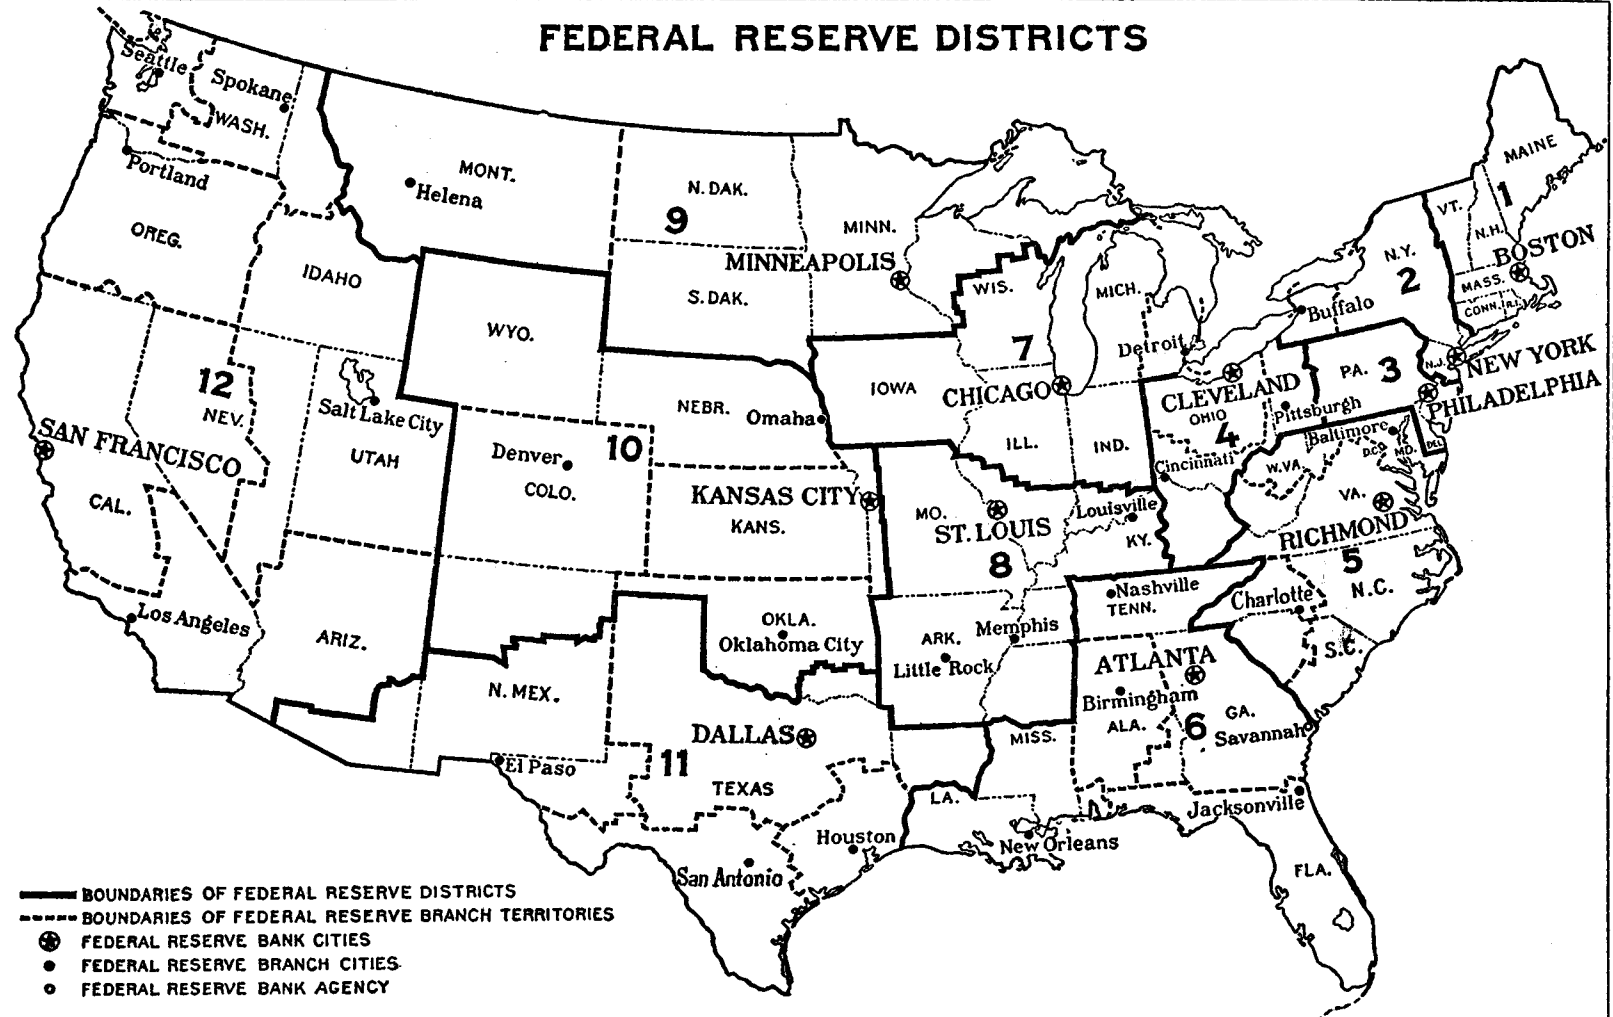 FEDERAL RESERVE DISTRICTS
Seattle
Spokane
WASH.
Portland
OREG.
MONT.
Helena
IDAHO
WYO.
N. DAK.
9
MINN.
MINNEAPOLIS
S. DAK.
WIS.
MICH.
7
Detroit
IOWA
CHICAGO
ILL.
IND.
MAINE
1
VT.
N.H.
BOSTON
MASS.
CONN.
R.I.
N.Y.
2
Buffalo
NEW YORK
N.J.
PA.
3
PHILADELPHIA
Pittsburgh
CLEVELAND
OHIO
4
Cincinnati
Baltimore
D.C.
MD.
DEL.
W.VA.
VA.
RICHMOND
5
N.C.
Charlotte
S.C.
12
NEV.
SAN FRANCISCO
CAL.
Los Angeles
Salt Lake City
UTAH
ARIZ.
Denver
COLO.
10
NEBR.
Omaha
KANSAS CITY
KANS.
MO.
ST. LOUIS
8
Louisville
KY.
Nashville
TENN.
Memphis
ARK.
Little Rock
OKLA.
Oklahoma City
N. MEX.
El Paso
DALLAS
11
TEXAS
Houston
San Antonio
LA.
New Orleans
MISS.
ATLANTA
Birmingham
ALA.
6
GA.
Savannah
Jacksonville
FLA.
BOUNDARIES OF FEDERAL RESERVE DISTRICTS
BOUNDARIES OF FEDERAL RESERVE BRANCH TERRITORIES
FEDERAL RESERVE BANK CITIES
FEDERAL RESERVE BRANCH CITIES
FEDERAL RESERVE BANK AGENCY